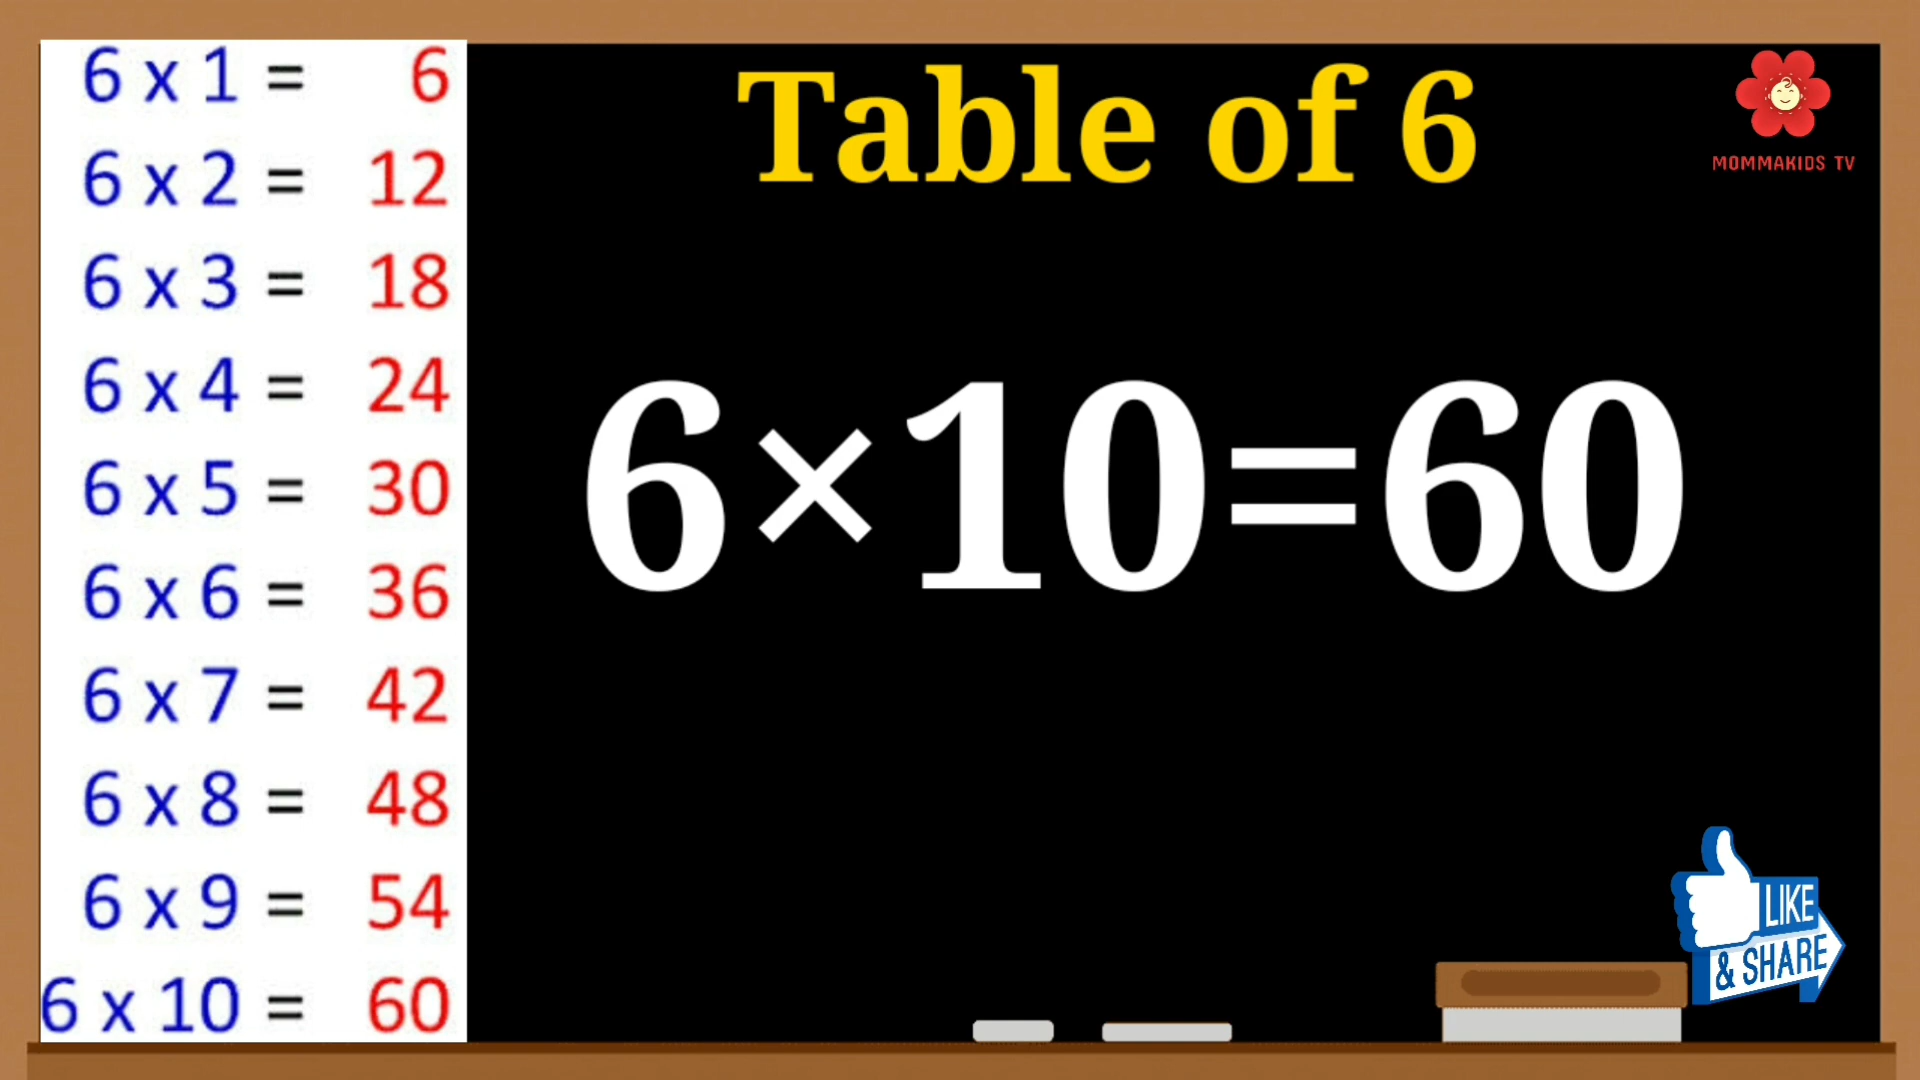 6 x 1 = 6
6 x 2 = 12
6 x 3 = 18
6 x 4 = 24
6 x 5 = 30
6 x 6 = 36
6 x 7 = 42
6 x 8 = 48
6 x 9 = 54
6 x 10 = 60
Table of 6
MOMMAKIDS TV
6×10=60
LIKE
& SHARE